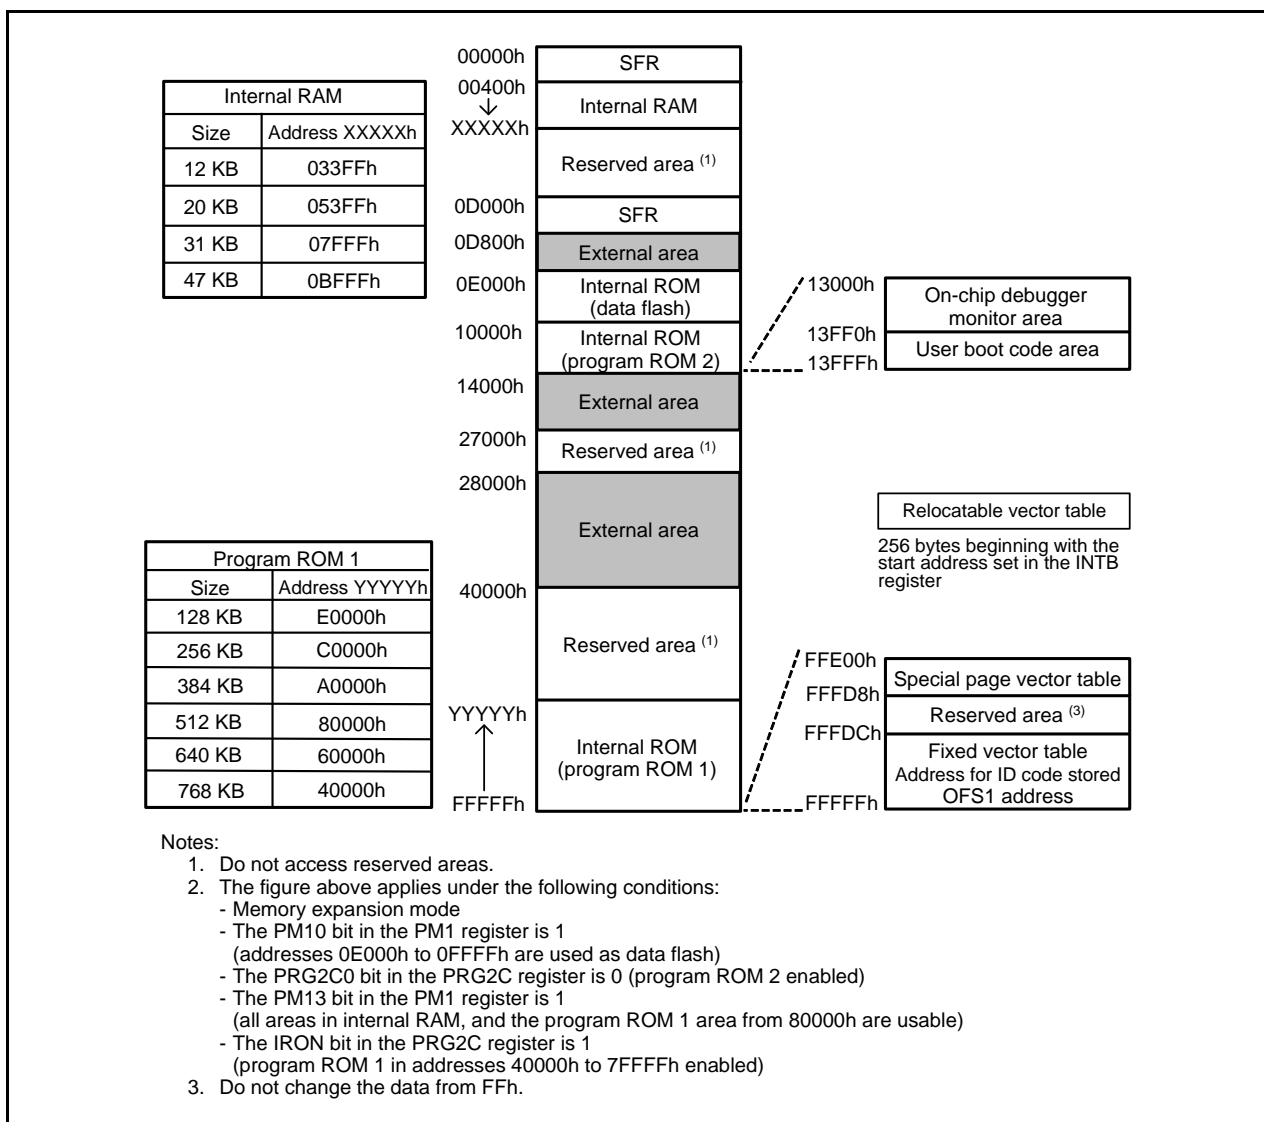 Internal RAM
Size Address XXXXXh
12 KB 033FFh
20 KB 053FFh
31 KB 07FFFh
47 KB 0BFFFh
Program ROM 1
Size Address YYYYYh
128 KB E0000h
256 KB C0000h
384 KB A0000h
512 KB 80000h
640 KB 60000h
768 KB 40000h
00000h
SFR
00400h
Internal RAM
XXXXXh
Reserved area (1)
0D000h
SFR
0D800h
External area
0E000h
Internal ROM
(data flash)
10000h
Internal ROM
(program ROM 2)
14000h
External area
27000h
Reserved area (1)
28000h
External area
40000h
Reserved area (1)
YYYYYh
Internal ROM
(program ROM 1)
FFFFFh
13000h
On-chip debugger
monitor area
13FF0h
User boot code area
13FFFh
Relocatable vector table
256 bytes beginning with the
start address set in the INTB
register
FFE00h
Special page vector table
FFFD8h
Reserved area (3)
FFFDCh
Fixed vector table
Address for ID code stored
OFS1 address
FFFFFh
Notes:
1. Do not access reserved areas.
2. The figure above applies under the following conditions:
- Memory expansion mode
- The PM10 bit in the PM1 register is 1
(addresses 0E000h to 0FFFFh are used as data flash)
- The PRG2C0 bit in the PRG2C register is 0 (program ROM 2 enabled)
- The PM13 bit in the PM1 register is 1
(all areas in internal RAM, and the program ROM 1 area from 80000h are usable)
- The IRON bit in the PRG2C register is 1
(program ROM 1 in addresses 40000h to 7FFFFh enabled)
3. Do not change the data from FFh.